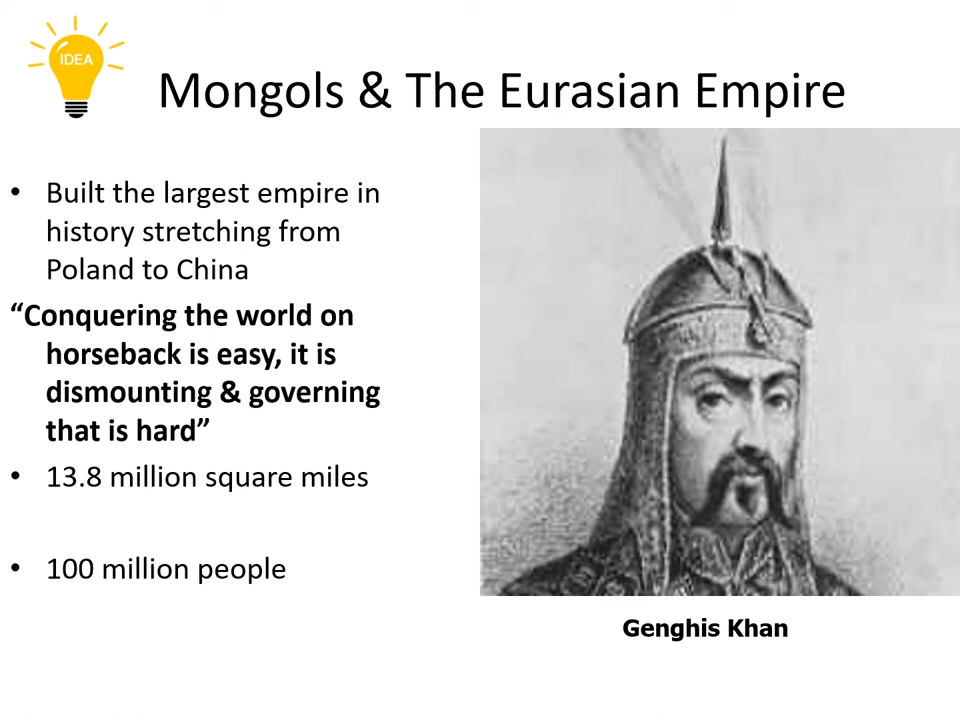 IDEA
Mongols & The Eurasian Empire
• Built the largest empire in
history stretching from
Poland to China
“Conquering the world on
horseback is easy, it is
dismounting & governing
that is hard”
• 13.8 million square miles
• 100 million people
Genghis Khan